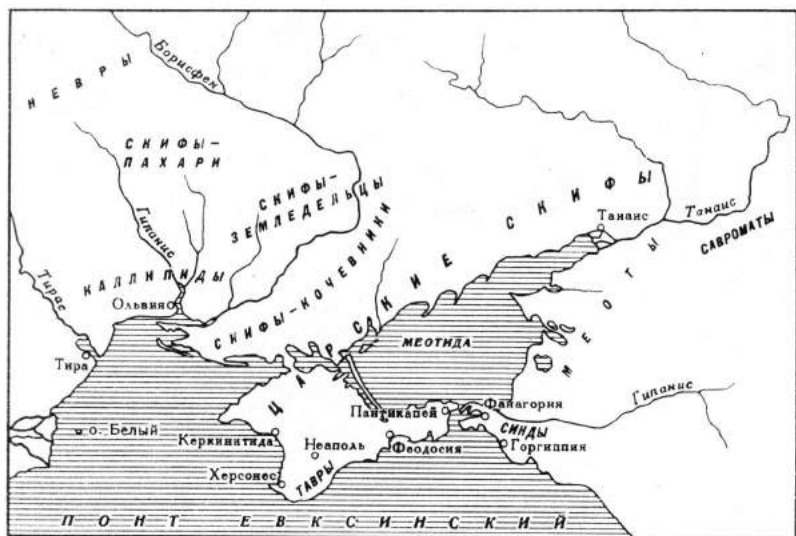 НЕВРЫ
Борисфен
СКИФЫ-
ПАХАРИ
СКИФЫ-
ЗЕМЛЕДЕЛЬЦЫ
Гипанис
Тирас
КАЛЛИПИДЫ
Ольвия
СКИФЫ-КОЧЕВНИКИ
ЦАРСКИЕ СКИФЫ
Танаис
Танаис
САВРОМАТЫ
МЕОТЫ
МЕОТИДА
Тира
о. Белый
Пантикапей
Фанагория
Гипанис
Керкинитида
Неаполь
Феодосия
СИНДЫ
Горгиппия
Херсонес
ТАВРЫ
ПОНТ ЕВКСИНСКИЙ